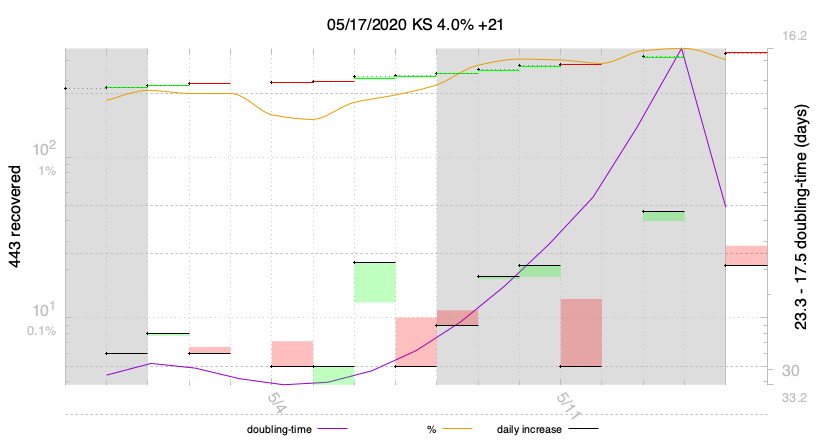 05/17/2020 KS 4.0% +21
16.2
10²
1%
443 recovered
23.3 - 17.5 doubling-time (days)
10¹
0.1%
30
33.2
5/4
5/11
doubling-time
%
daily increase